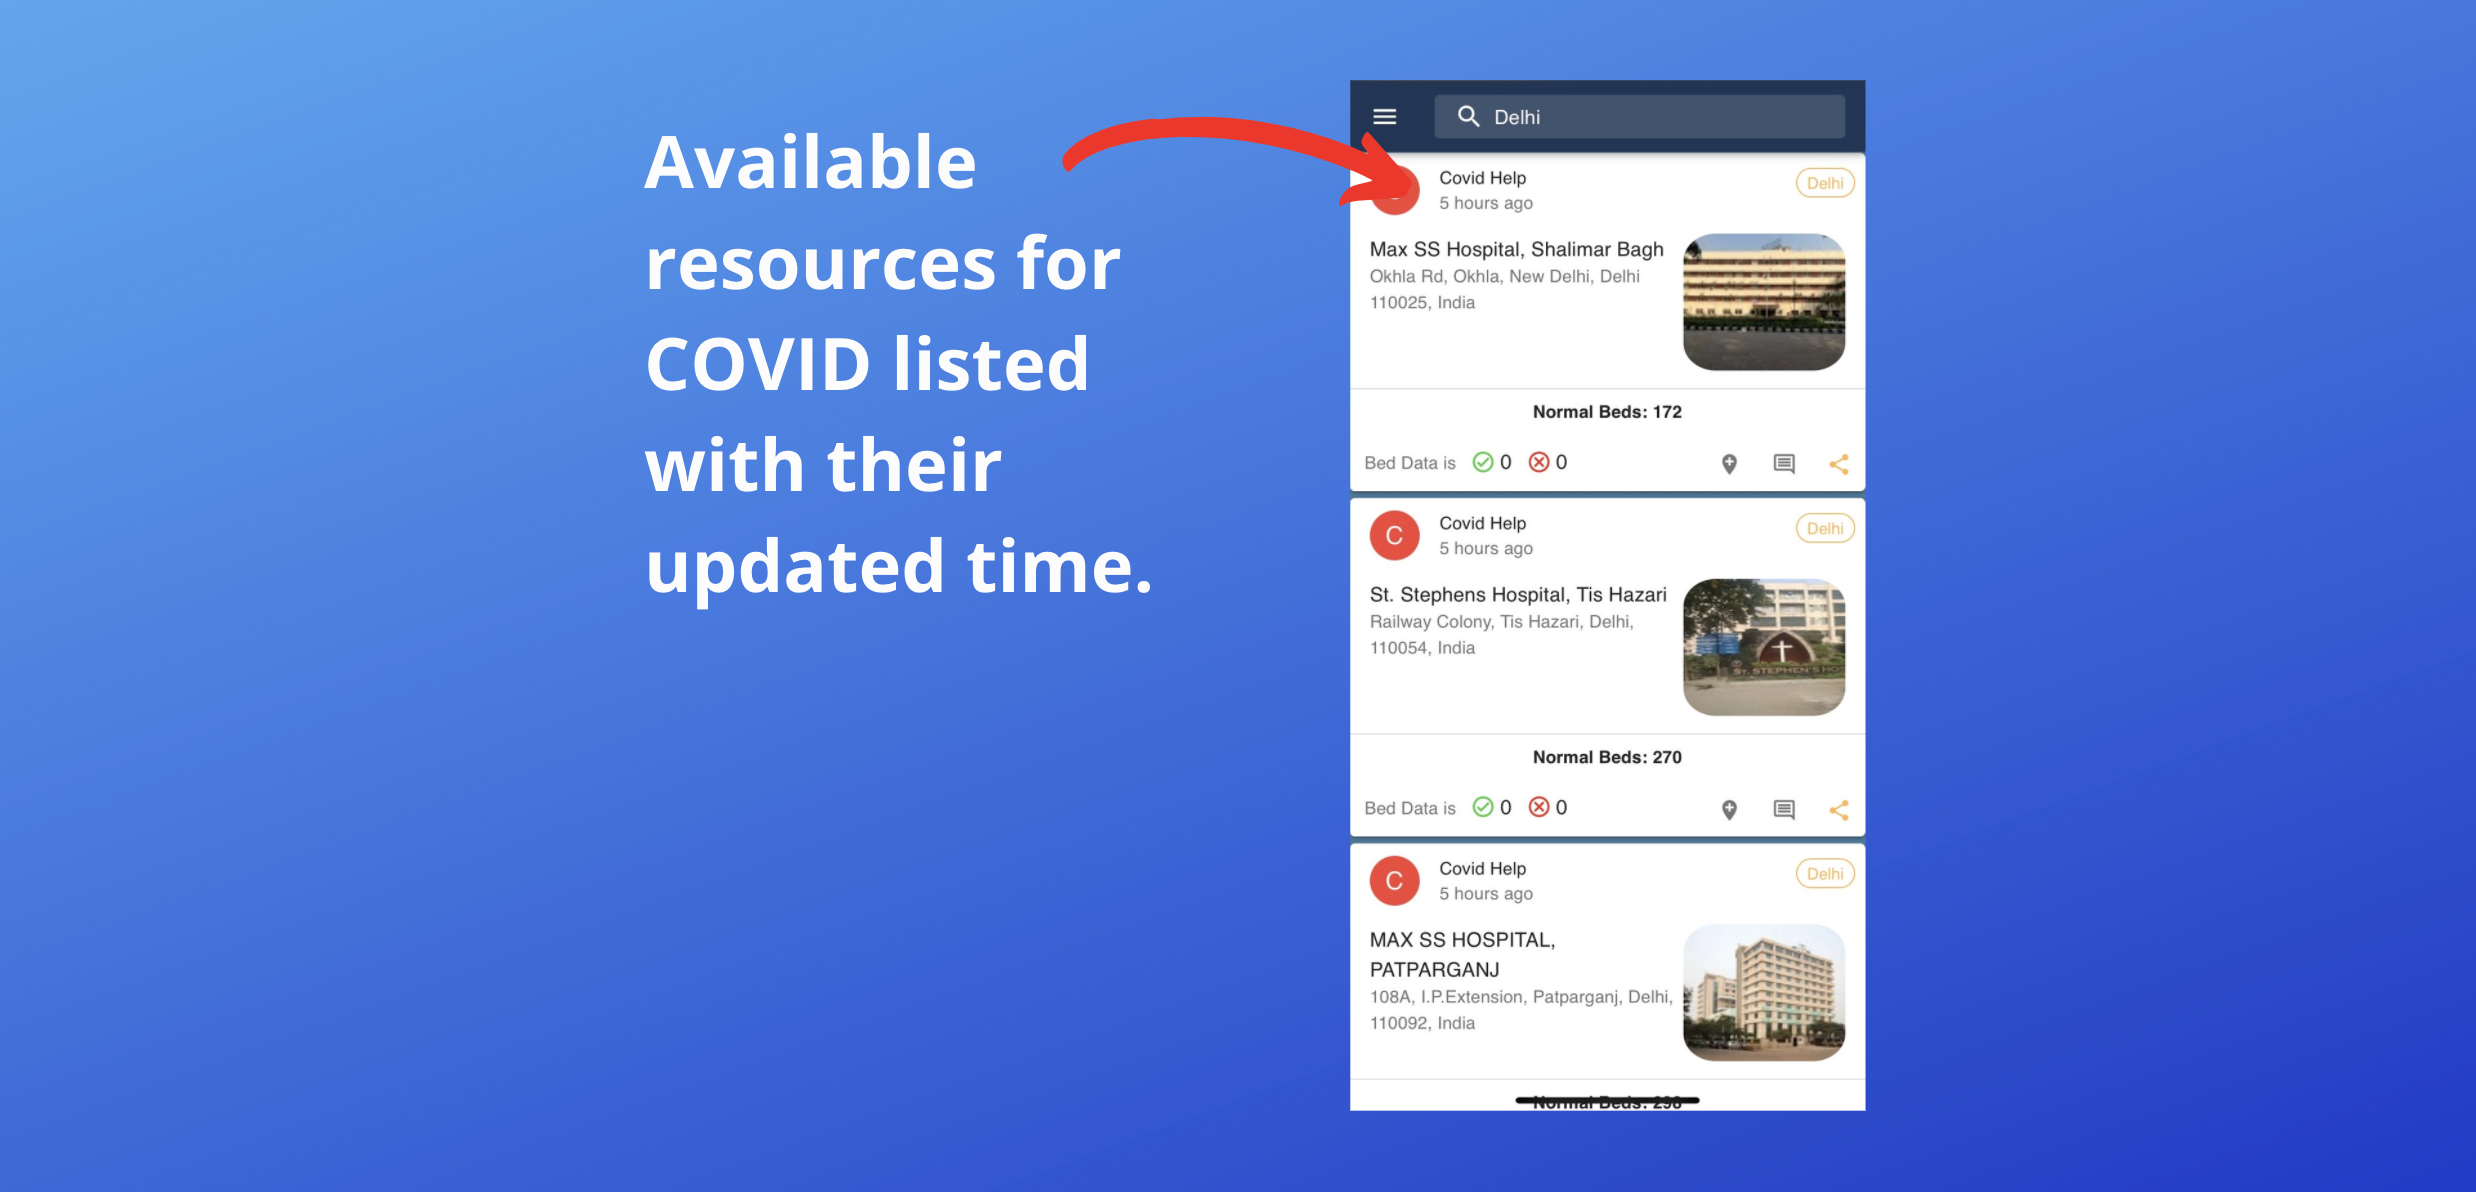 Available
resources for
COVID listed
with their
updated time.
Delhi
Covid Help
5 hours ago
Delhi
Max SS Hospital, Shalimar Bagh
Okhla Rd, Okhla, New Delhi, Delhi
110025, India
Normal Beds: 172
Bed Data is 0 0
C
Covid Help
5 hours ago
Delhi
St. Stephens Hospital, Tis Hazari
Railway Colony, Tis Hazari, Delhi,
110054, India
ST. STEPHEN'S HO
Normal Beds: 270
Bed Data is 0 0
C
Covid Help
5 hours ago
Delhi
MAX SS HOSPITAL,
PATPARGANJ
108A, I.P.Extension, Patparganj, Delhi,
110092, India
Normal Beds: 298